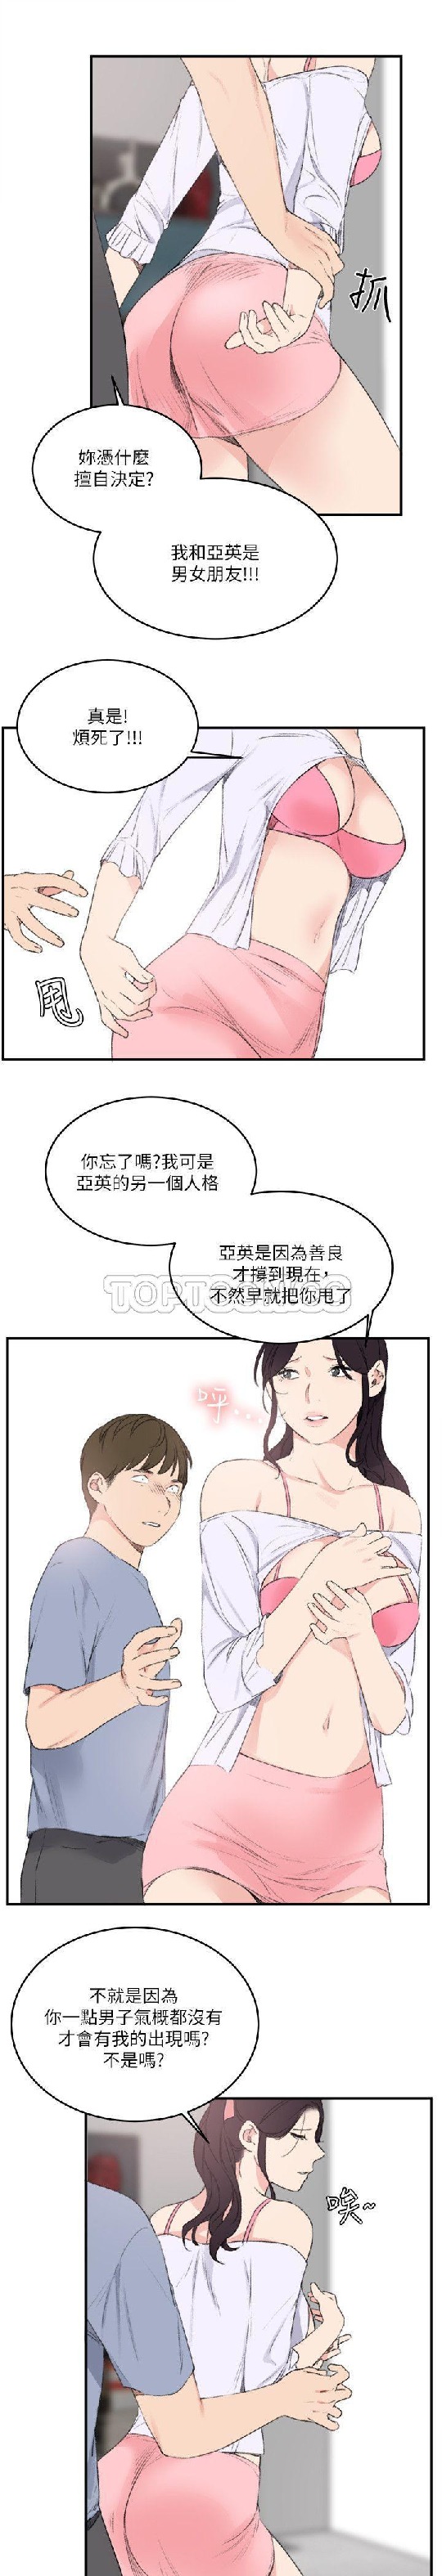 抓
妳憑什麼
擅自決定?
我和亞英是
男女朋友!!!
真是!
煩死了!!!
甩
你忘了嗎?我可是
亞英的另一個人格
亞英是因為善良
才撐到現在,
不然早就把你甩了
TOPTOON.CC
呼...
不就是因為
你一點男子氣概都沒有
才會有我的出現嗎?
不是嗎?
唉~